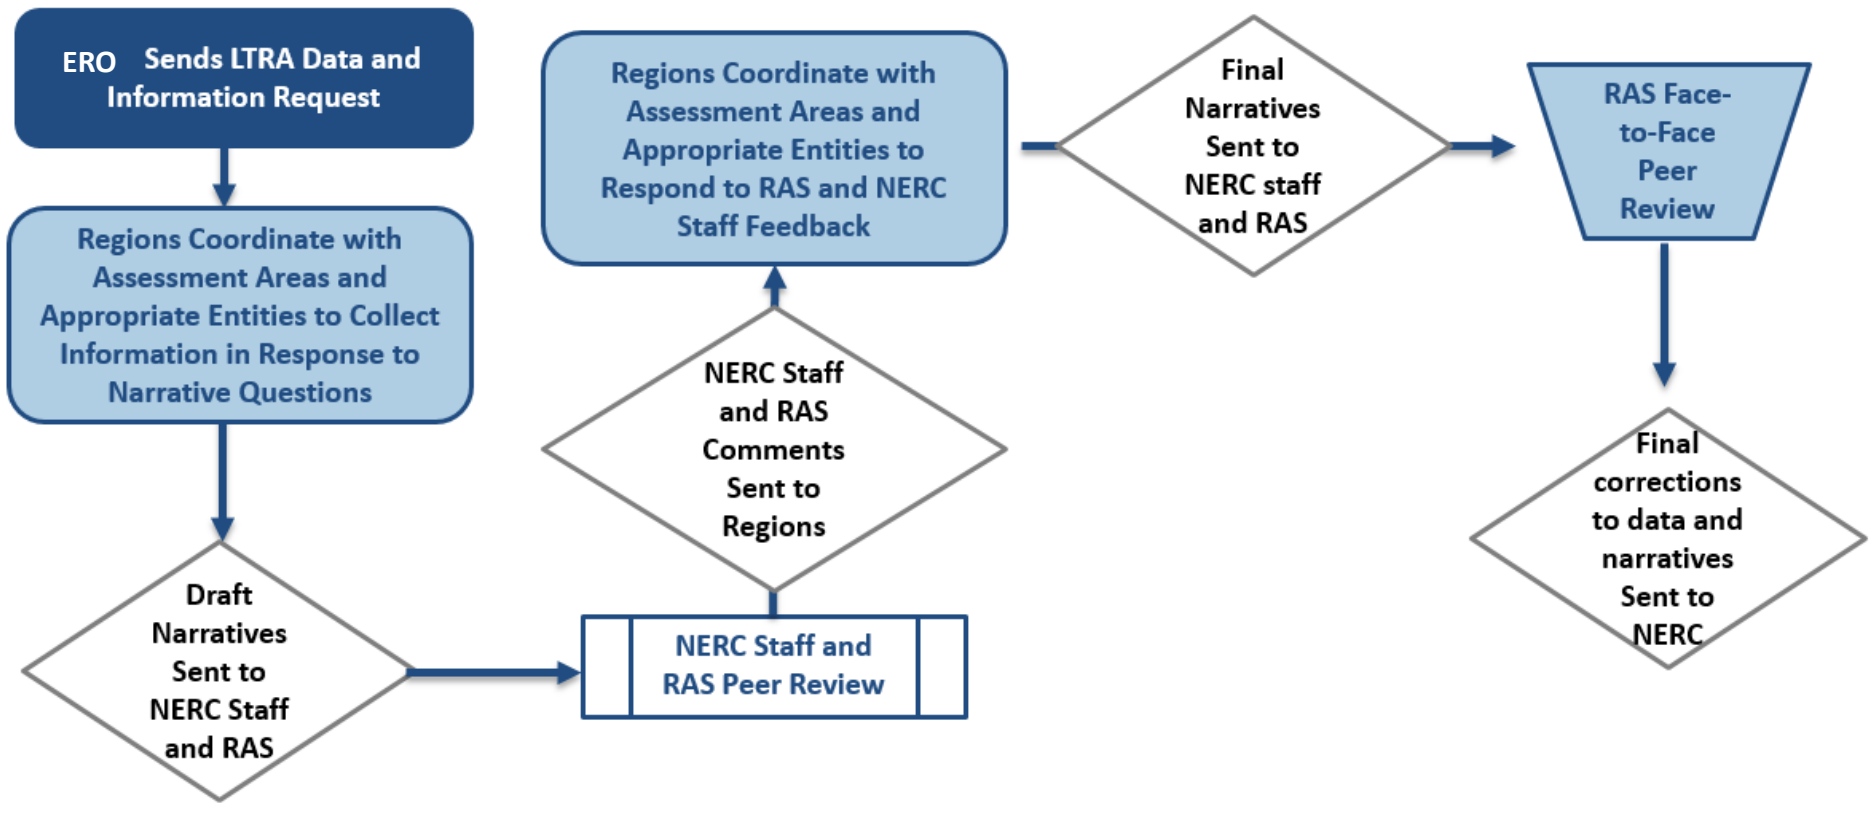 ERO Sends LTRA Data and
Information Request
Regions Coordinate with
Assessment Areas and
Appropriate Entities to Collect
Information in Response to
Narrative Questions
Draft
Narratives
Sent to
NERC Staff
and RAS
NERC Staff and
RAS Peer Review
NERC Staff
and RAS
Comments
Sent to
Regions
Regions Coordinate with
Assessment Areas and
Appropriate Entities to
Respond to RAS and NERC
Staff Feedback
Final
Narratives
Sent to
NERC staff
and RAS
RAS Face-
to-Face
Peer
Review
Final
corrections
to data and
narratives
Sent to
NERC